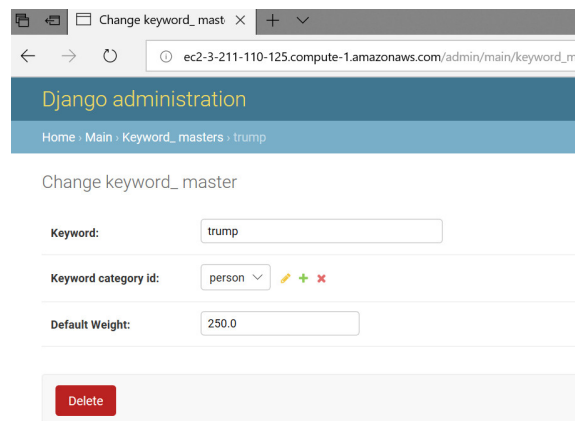 Change keyword_ mast
ec2-3-211-110-125.compute-1.amazonaws.com/admin/main/keyword_m
Django administration
Home › Main › Keyword_ masters › trump
Change keyword_ master
Keyword: trump
Keyword category id: person
Default Weight: 250.0
Delete